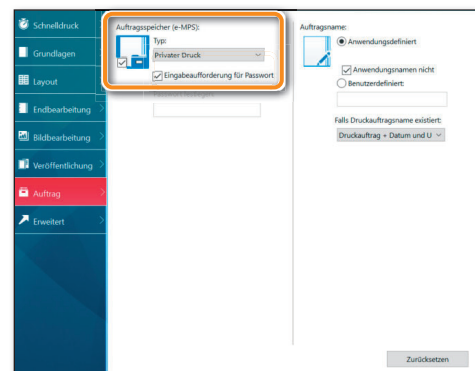 Schnelldruck
Grundlagen
Layout
Endbearbeitung
Bildbearbeitung
Veröffentlichung
Auftrag
Erweitert
Auftragsspeicher (e-MPS):
Typ:
Privater Druck
Eingabeaufforderung für Passwort
Auftragsname:
Anwendungsdefiniert
Anwendungsnamen nicht
Benutzerdefiniert:
Falls Druckauftragsname existiert:
Druckauftrag + Datum und U
Zurücksetzen